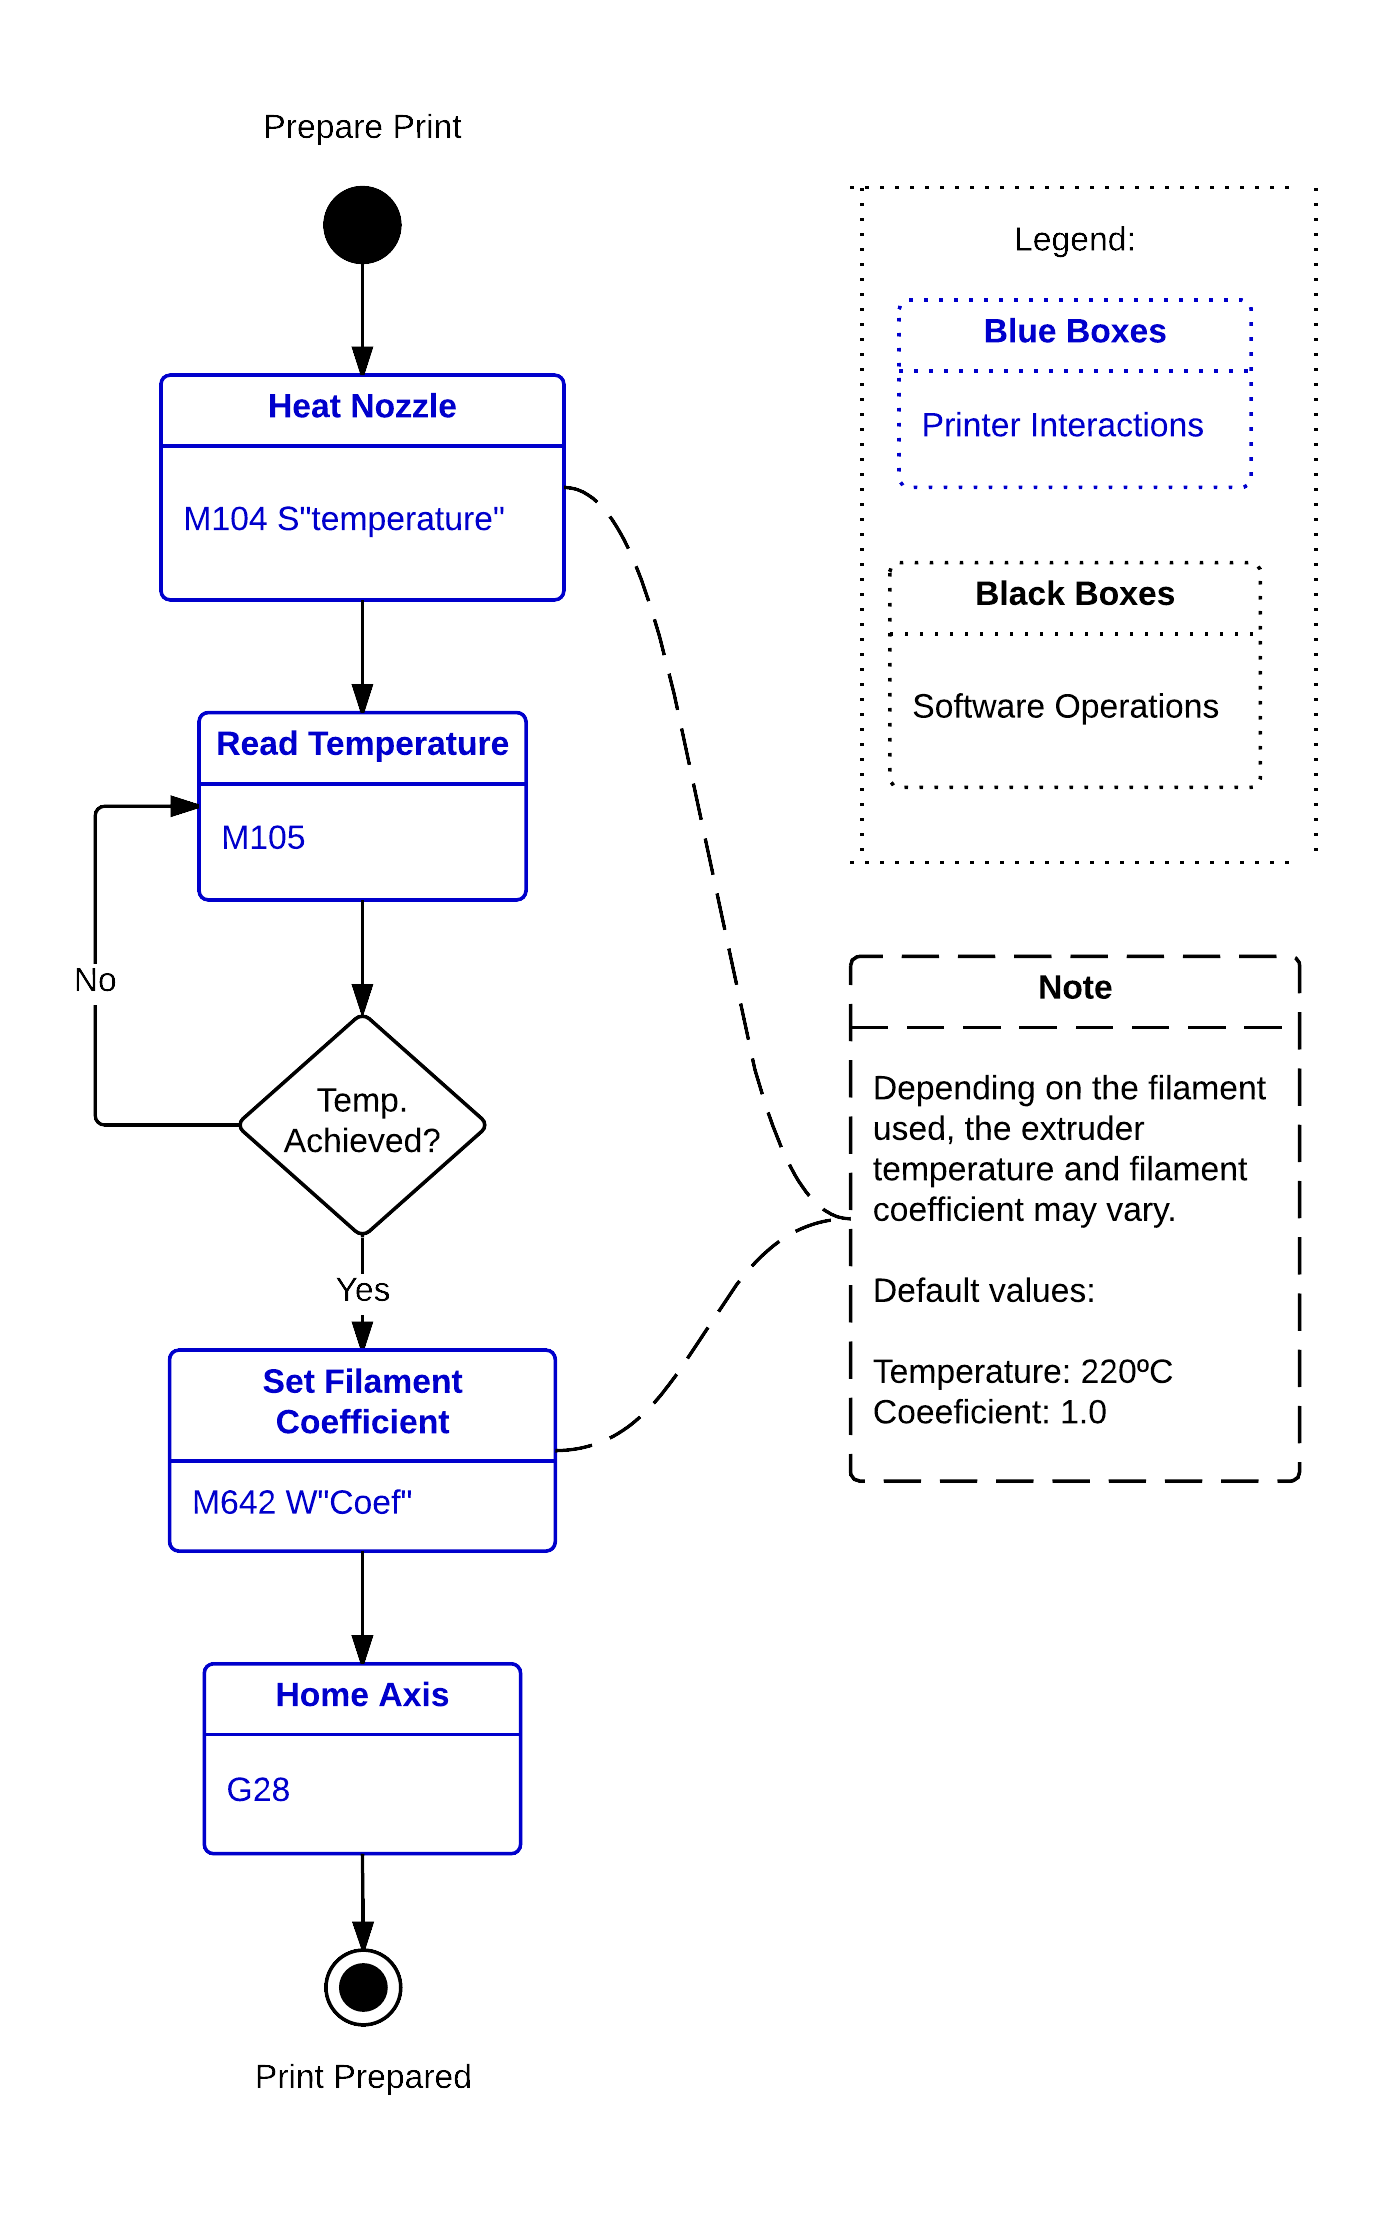 Prepare Print
Heat Nozzle
M104 S"temperature"
Read Temperature
M105
No
Temp.
Achieved?
Yes
Set Filament
Coefficient
M642 W"Coef"
Home Axis
G28
Print Prepared
Legend:
Blue Boxes
Printer Interactions
Black Boxes
Software Operations
Note
Depending on the filament
used, the extruder
temperature and filament
coefficient may vary.
Default values:
Temperature: 220ºC
Coeeficient: 1.0